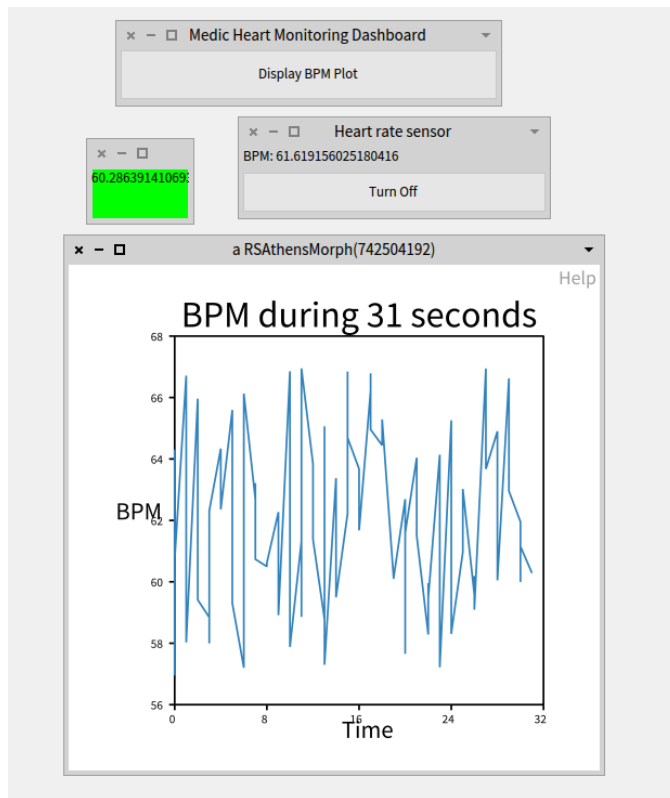 Medic Heart Monitoring Dashboard
Display BPM Plot
Heart rate sensor
BPM: 61.619156025180416
Turn Off
60.286391410693
a RSAthensMorph(742504192)
Help
BPM during 31 seconds
68
66
64
BPM
62
60
58
56
0
8
16
24
32
Time